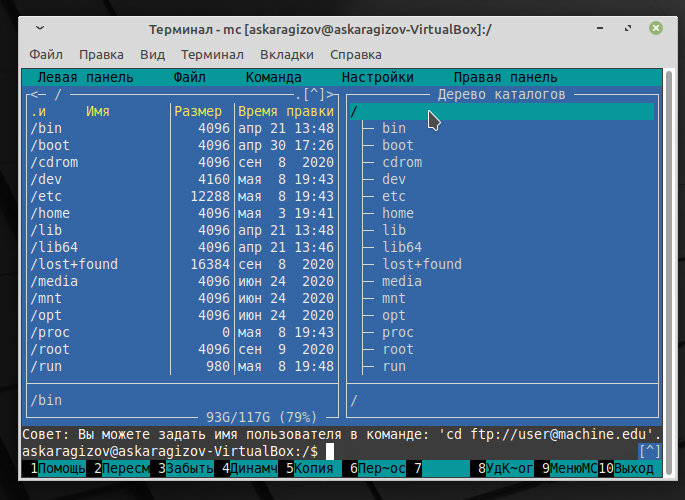 Терминал - mc [askaragizov@askaragizov-VirtualBox]:/
Файл Правка Вид Терминал Вкладки Справка
Левая панель Файл Команда Настройки Правая панель
<─ / .[^]> Дерево каталогов
.и Имя Размер Время правки /
/bin 4096 апр 21 13:48 bin
/boot 4096 апр 30 17:26 boot
/cdrom 4096 сен 8 2020 cdrom
/dev 4160 мая 8 19:43 dev
/etc 12288 мая 8 19:43 etc
/home 4096 мая 3 19:41 home
/lib 4096 апр 21 13:48 lib
/lib64 4096 апр 21 13:46 lib64
/lost+found 16384 сен 8 2020 lost+found
/media 4096 июн 24 2020 media
/mnt 4096 июн 24 2020 mnt
/opt 4096 июн 24 2020 opt
/proc 0 мая 8 19:43 proc
/root 4096 сен 9 2020 root
/run 980 мая 8 19:48 run
/bin /
93G/117G (79%)
Совет: Вы можете задать имя пользователя в команде: 'cd ftp://user@machine.edu'.
askaragizov@askaragizov-VirtualBox:/$ [^]
1Помощь 2Пересм 3Забыть 4Динамч 5Копия 6Пер~ос 7 8УдК~ог 9МенюMC 10Выход